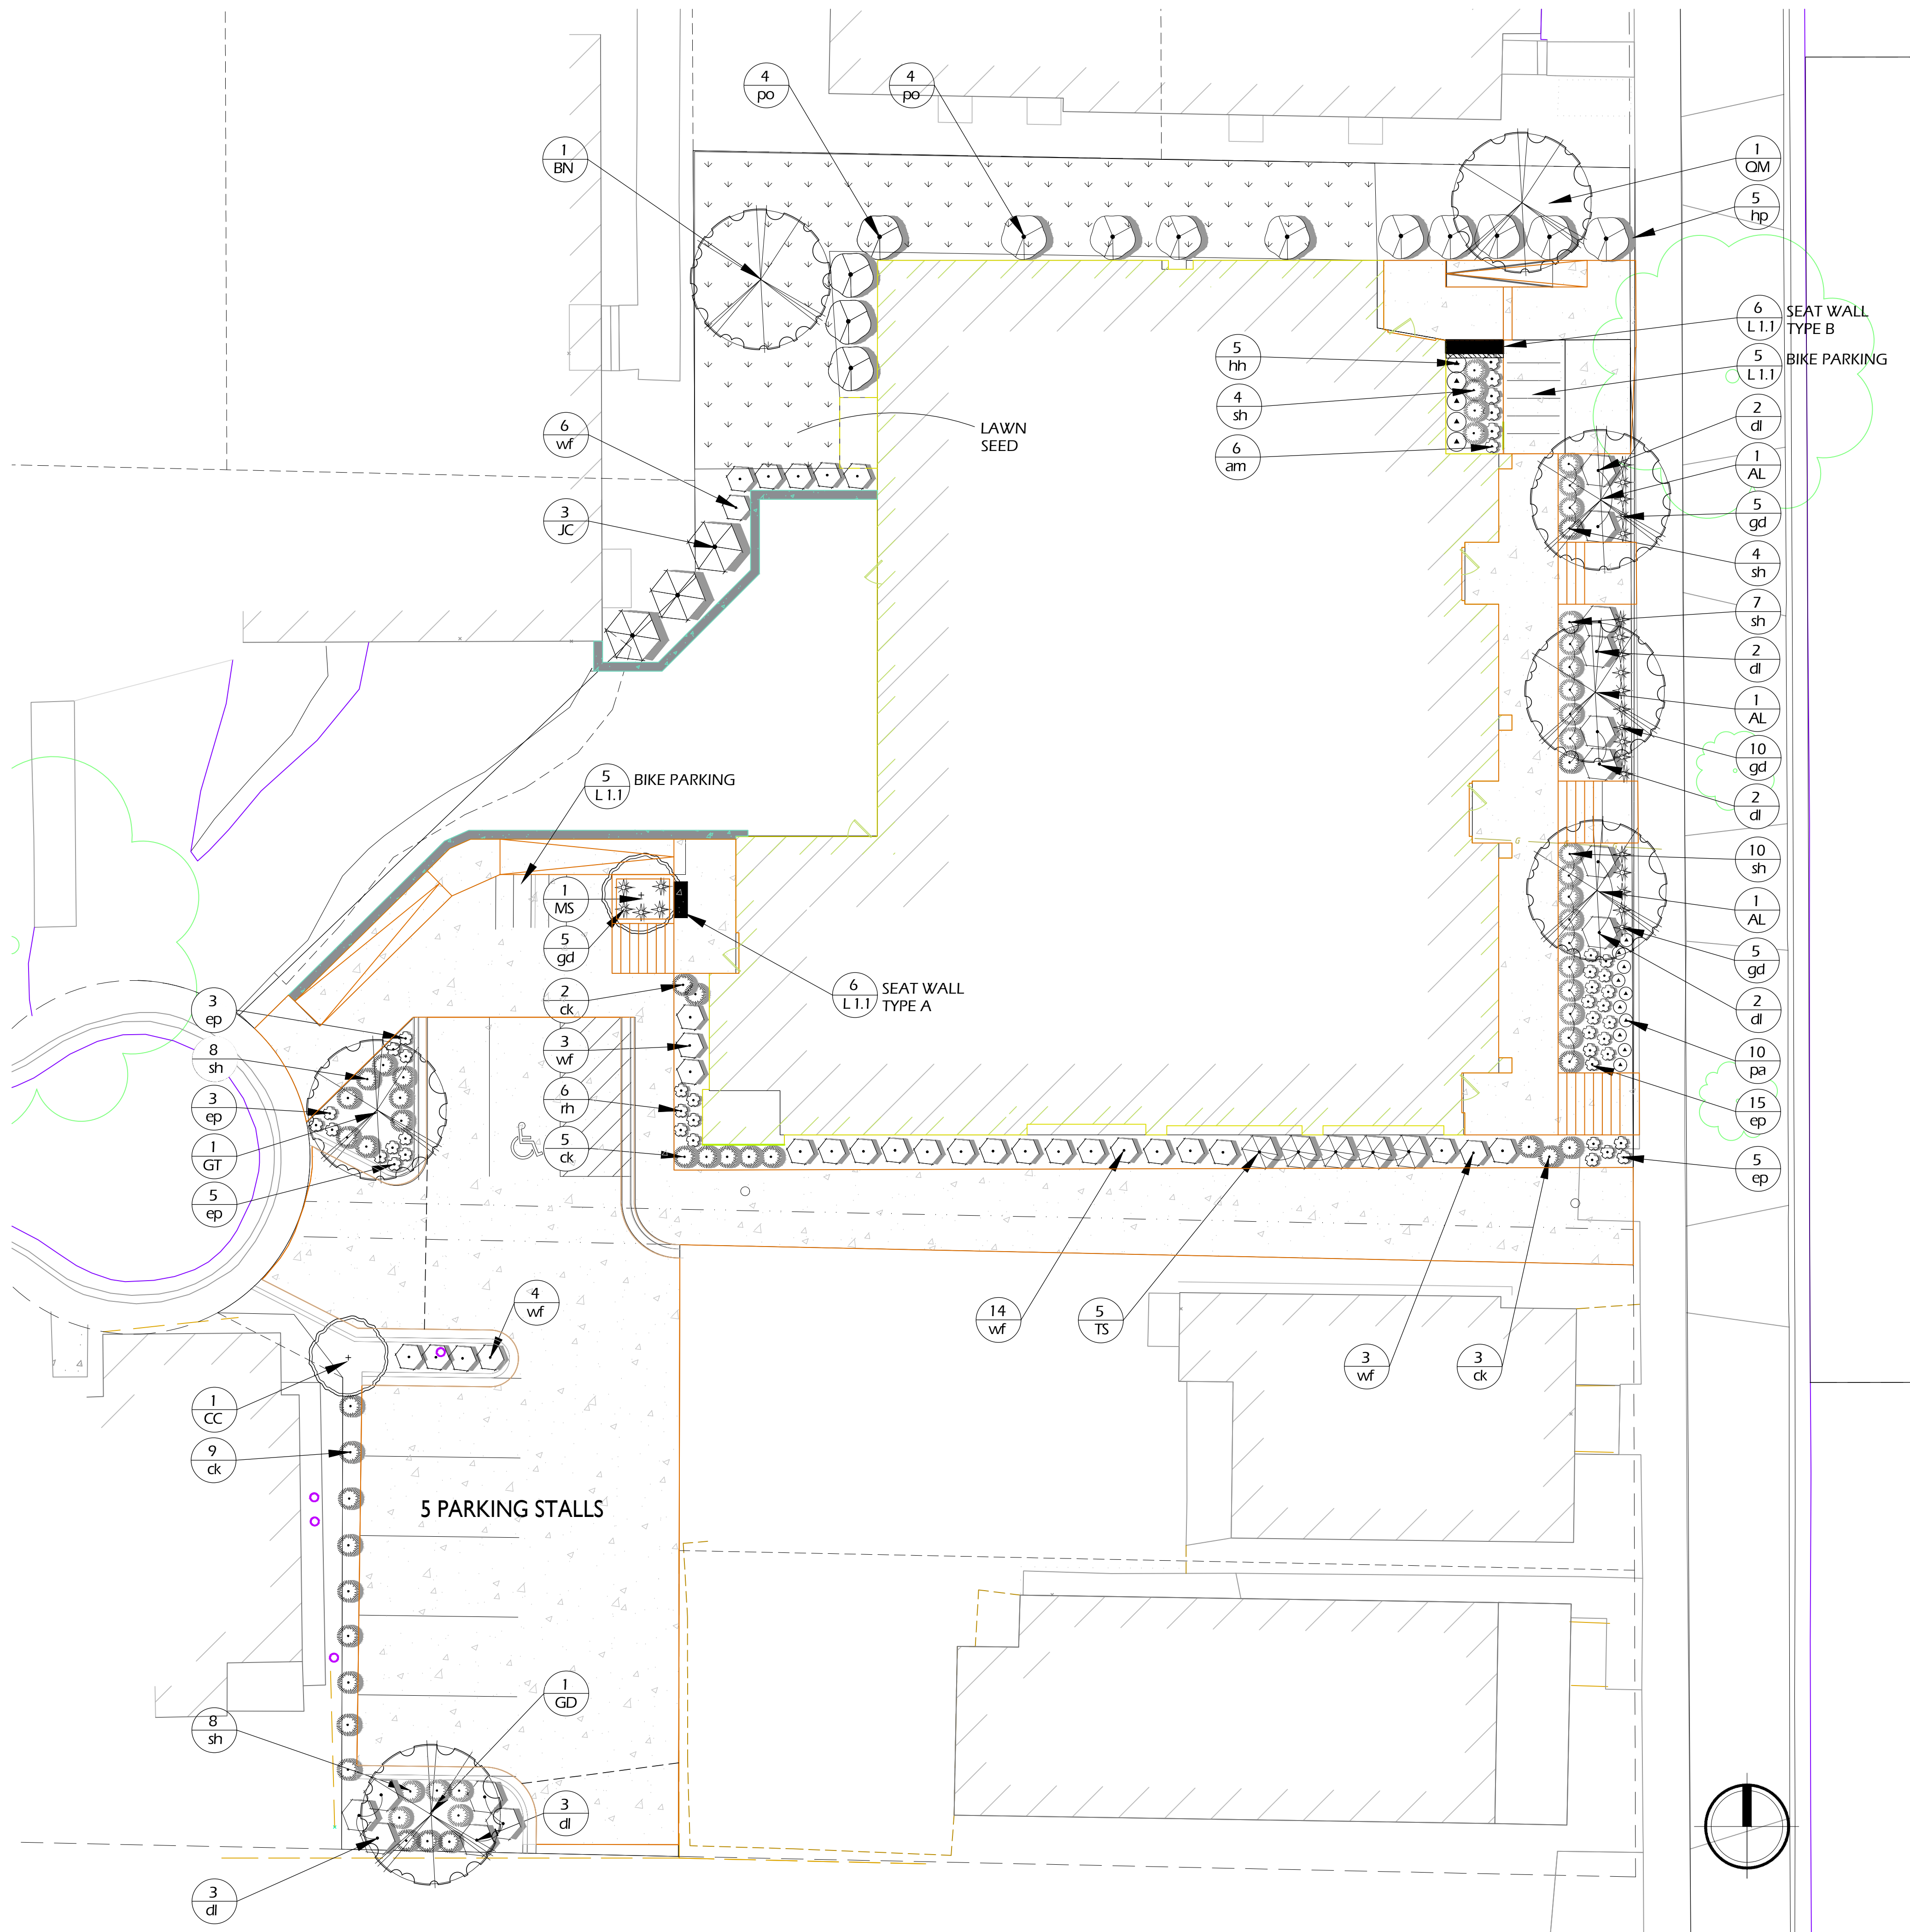 4
po
4
po
1
BN
1
QM
5
hp
6
L 1.1
SEAT WALL
TYPE B
5
L 1.1
BIKE PARKING
5
hh
4
sh
6
am
2
dl
1
AL
5
gd
4
sh
LAWN
SEED
6
wf
3
JC
7
sh
2
dl
1
AL
10
gd
2
dl
5
L 1.1
BIKE PARKING
1
MS
5
gd
10
sh
1
AL
5
gd
2
dl
10
pa
15
ep
5
ep
6
L 1.1
SEAT WALL
TYPE A
G
2
ck
3
wf
6
rh
5
ck
3
ep
8
sh
3
ep
1
GT
5
ep
4
wf
14
wf
5
TS
3
wf
3
ck
1
CC
9
ck
5 PARKING STALLS
1
GD
8
sh
3
dl
3
dl